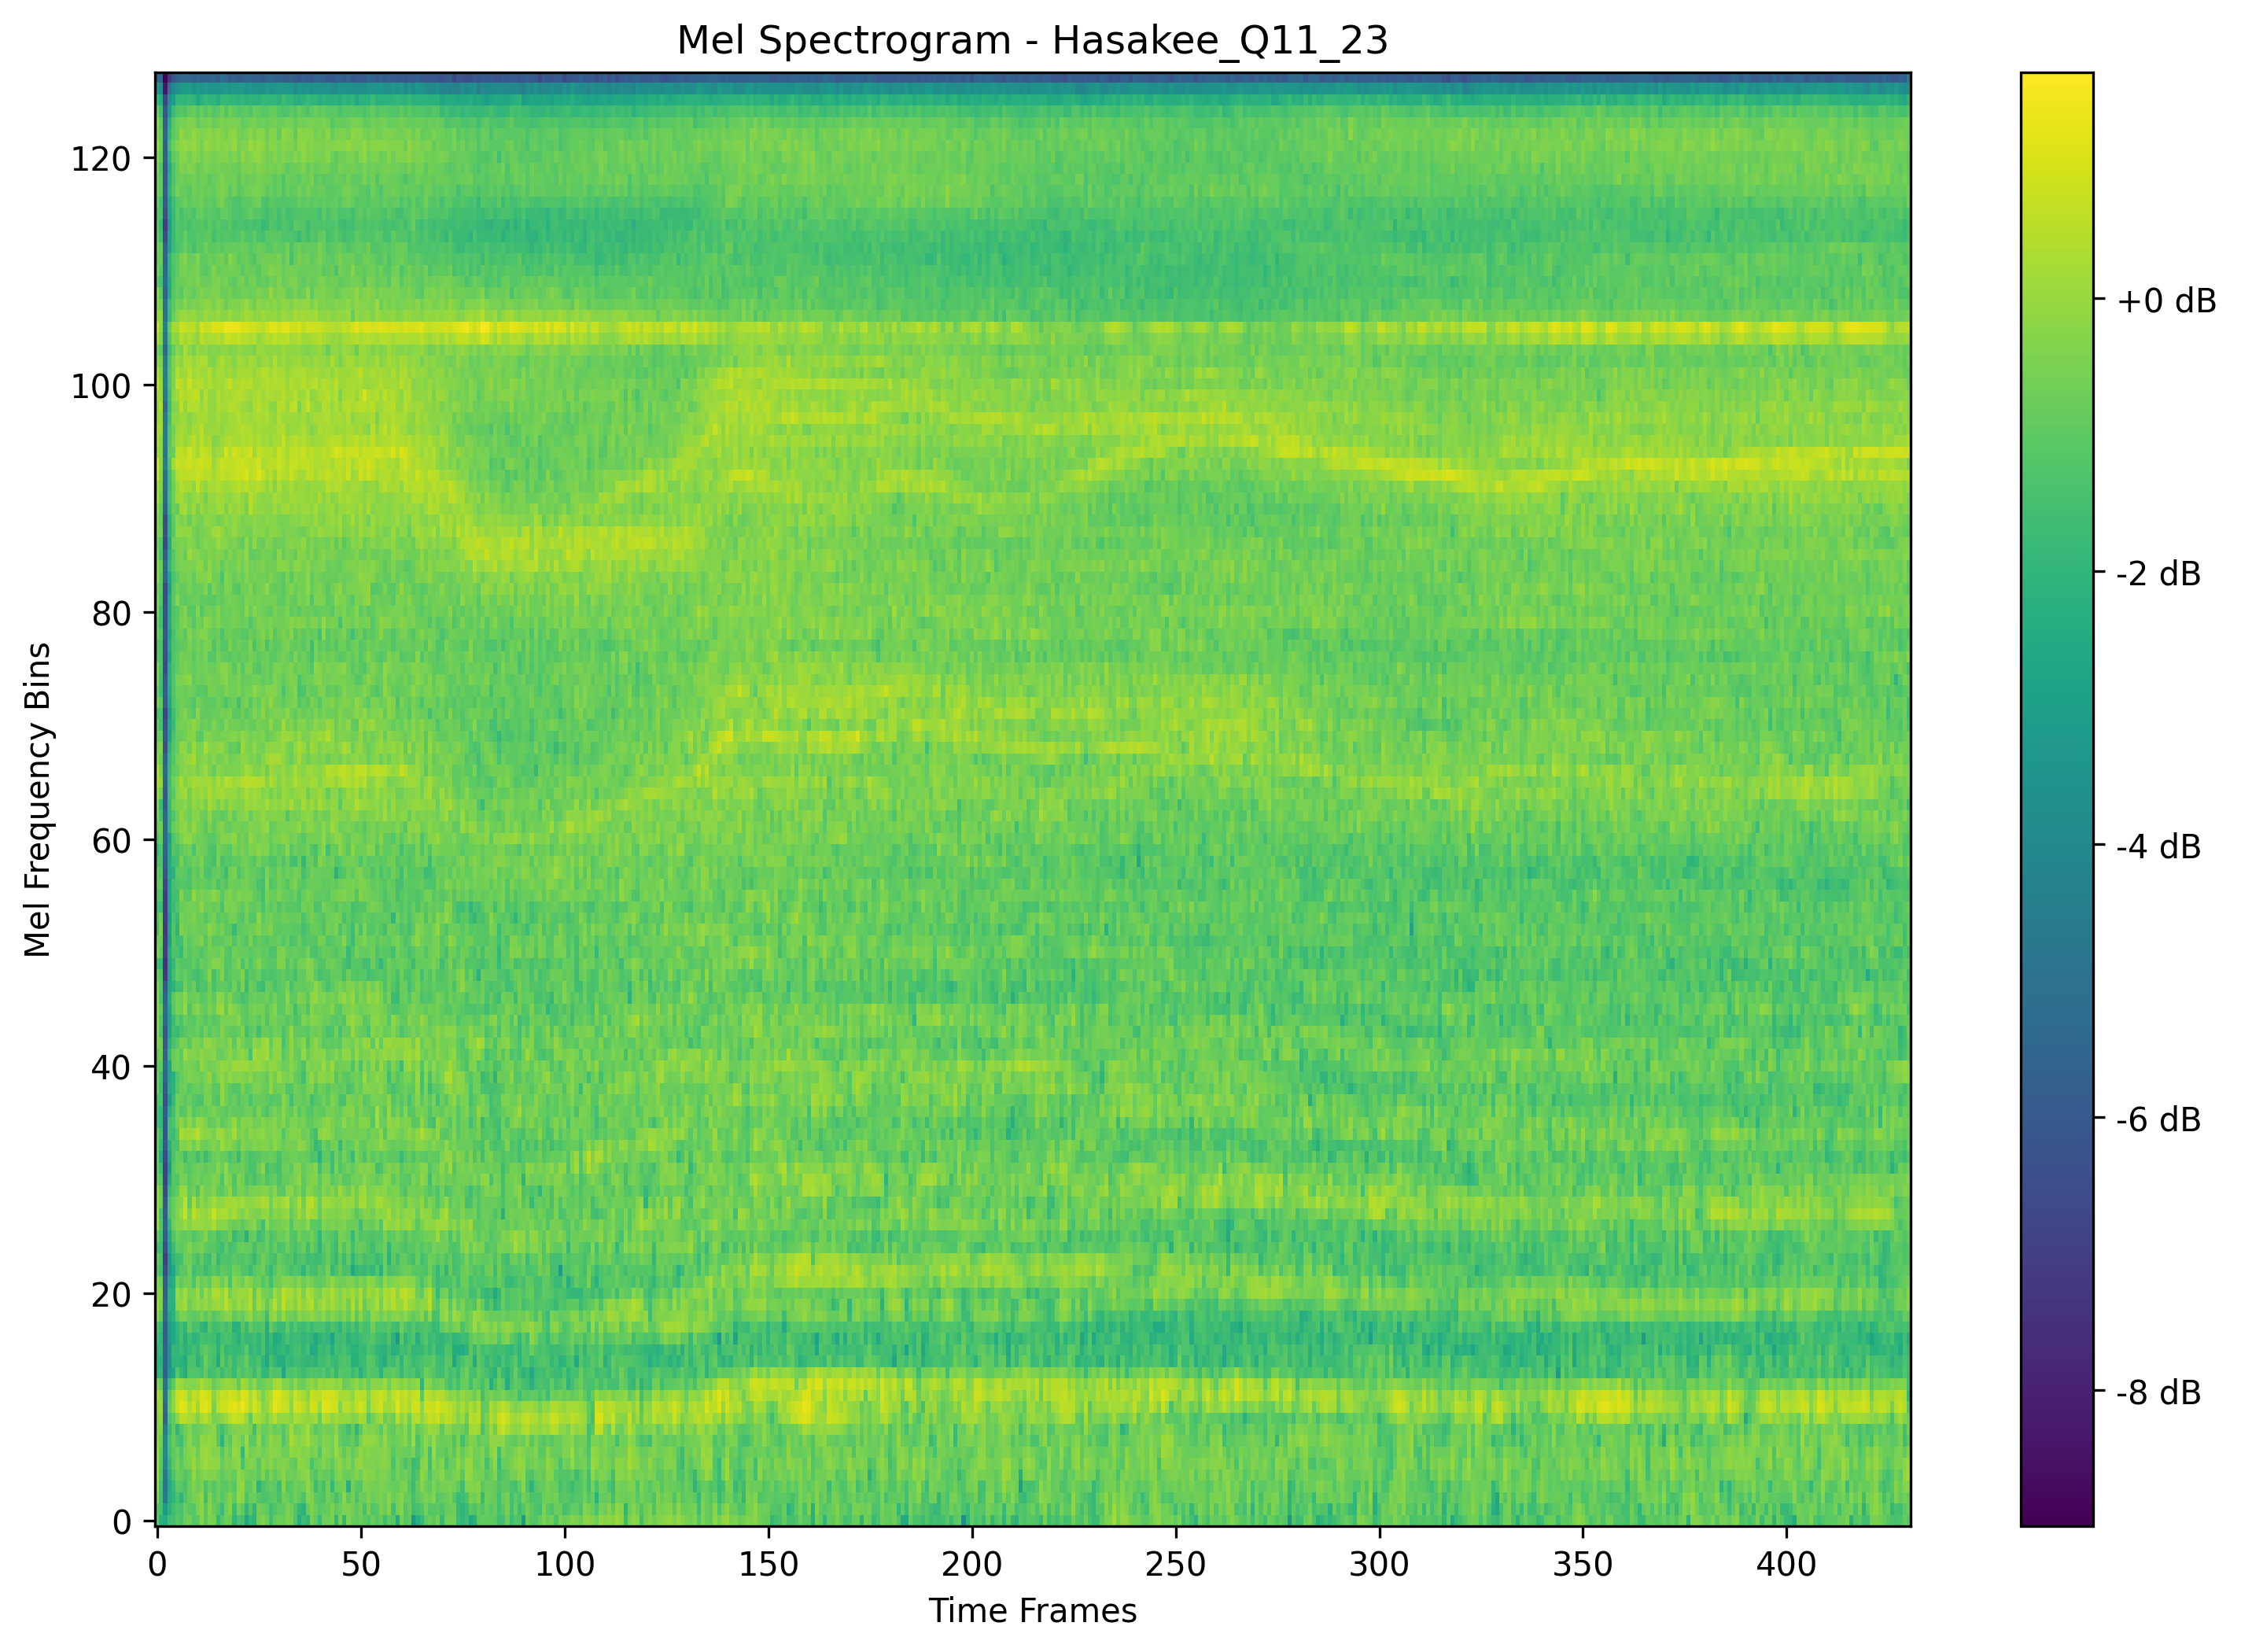 Mel Spectrogram - Hasakee_Q11_23
120
100
80
60
40
20
0
Mel Frequency Bins
0 50 100 150 200 250 300 350 400
Time Frames
+0 dB
-2 dB
-4 dB
-6 dB
-8 dB